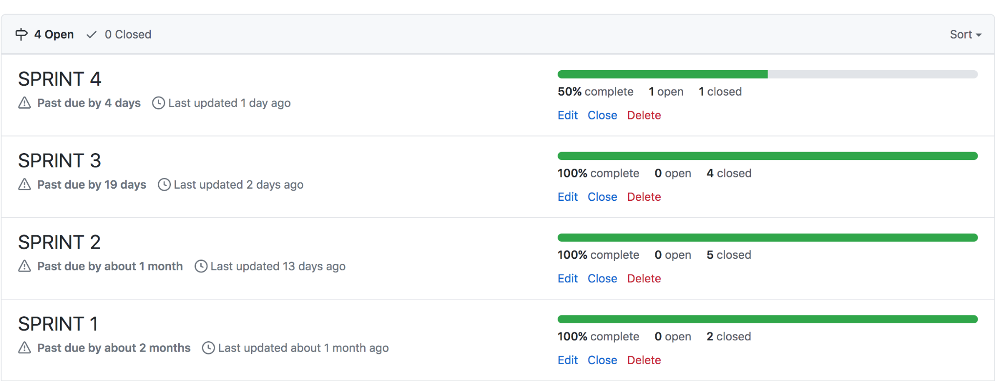 4 Open 0 Closed Sort
SPRINT 4
Past due by 4 days Last updated 1 day ago
50% complete 1 open 1 closed
Edit Close Delete
SPRINT 3
Past due by 19 days Last updated 2 days ago
100% complete 0 open 4 closed
Edit Close Delete
SPRINT 2
Past due by about 1 month Last updated 13 days ago
100% complete 0 open 5 closed
Edit Close Delete
SPRINT 1
Past due by about 2 months Last updated about 1 month ago
100% complete 0 open 2 closed
Edit Close Delete